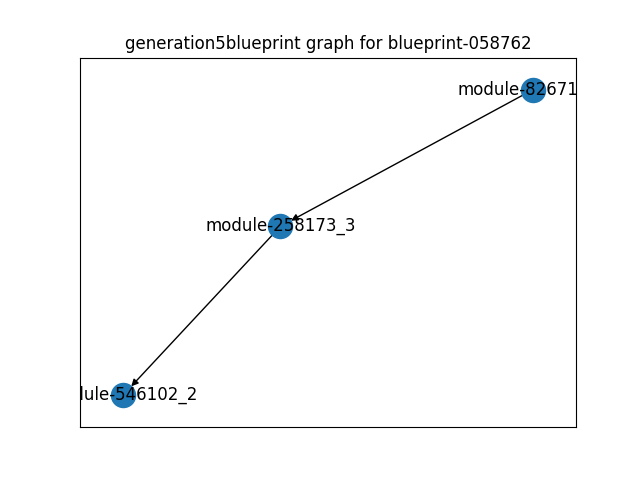 generation5blueprint graph for blueprint-058762
module-82671
module-258173_3
lule-546102_2